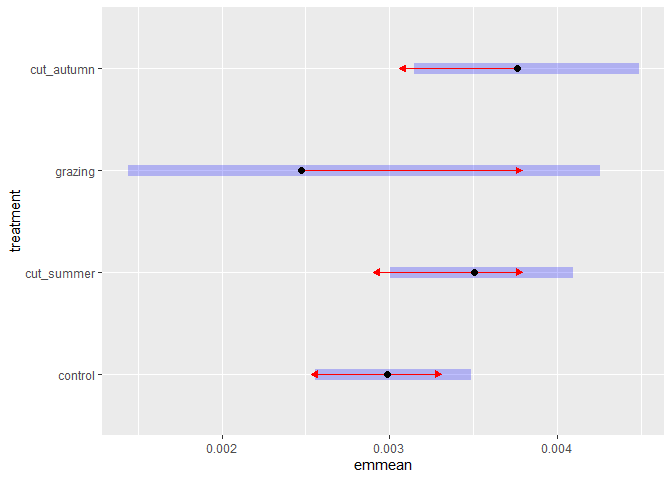 cut_autumn
grazing
treatment
cut_summer
control
0.002
0.003
0.004
emmean